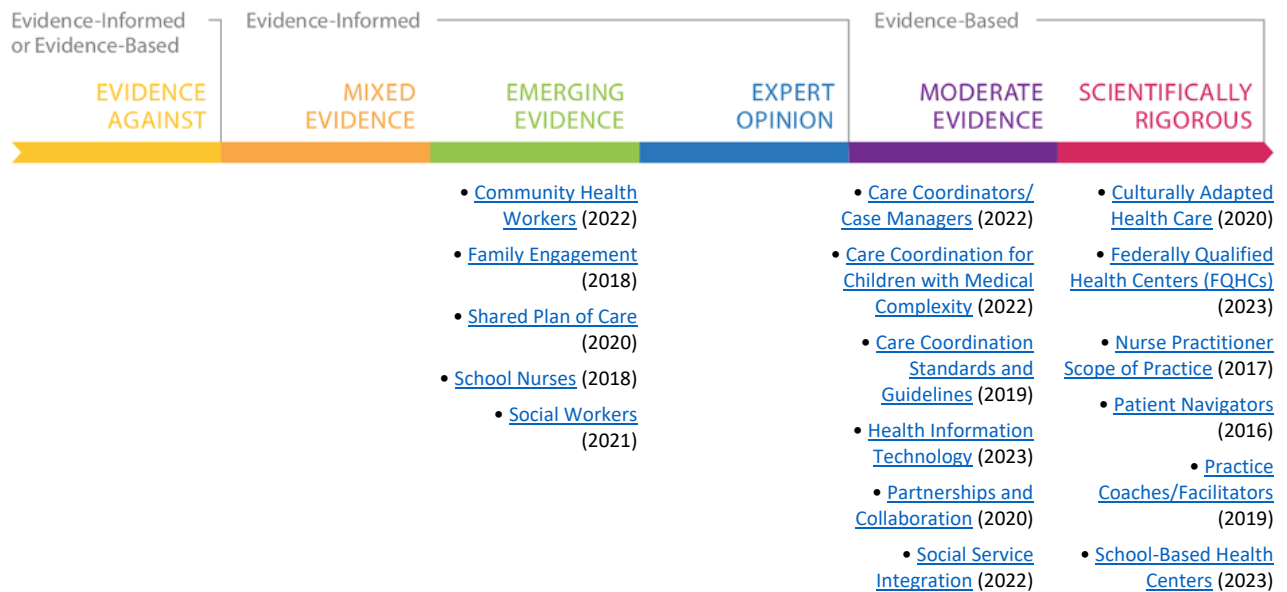 Evidence-Informed
or Evidence-Based
Evidence-Informed
Evidence-Based
EVIDENCE
AGAINST
MIXED
EVIDENCE
EMERGING
EVIDENCE
EXPERT
OPINION
MODERATE
EVIDENCE
SCIENTIFICALLY
RIGOROUS
• Community Health
Workers (2022)
• Family Engagement
(2018)
• Shared Plan of Care
(2020)
• School Nurses (2018)
• Social Workers
(2021)
• Care Coordinators/
Case Managers (2022)
• Care Coordination for
Children with Medical
Complexity (2022)
• Care Coordination
Standards and
Guidelines (2019)
• Health Information
Technology (2023)
• Partnerships and
Collaboration (2020)
• Social Service
Integration (2022)
• Culturally Adapted
Health Care (2020)
• Federally Qualified
Health Centers (FQHCs)
(2023)
• Nurse Practitioner
Scope of Practice (2017)
• Patient Navigators
(2016)
• Practice
Coaches/Facilitators
(2019)
• School-Based Health
Centers (2023)